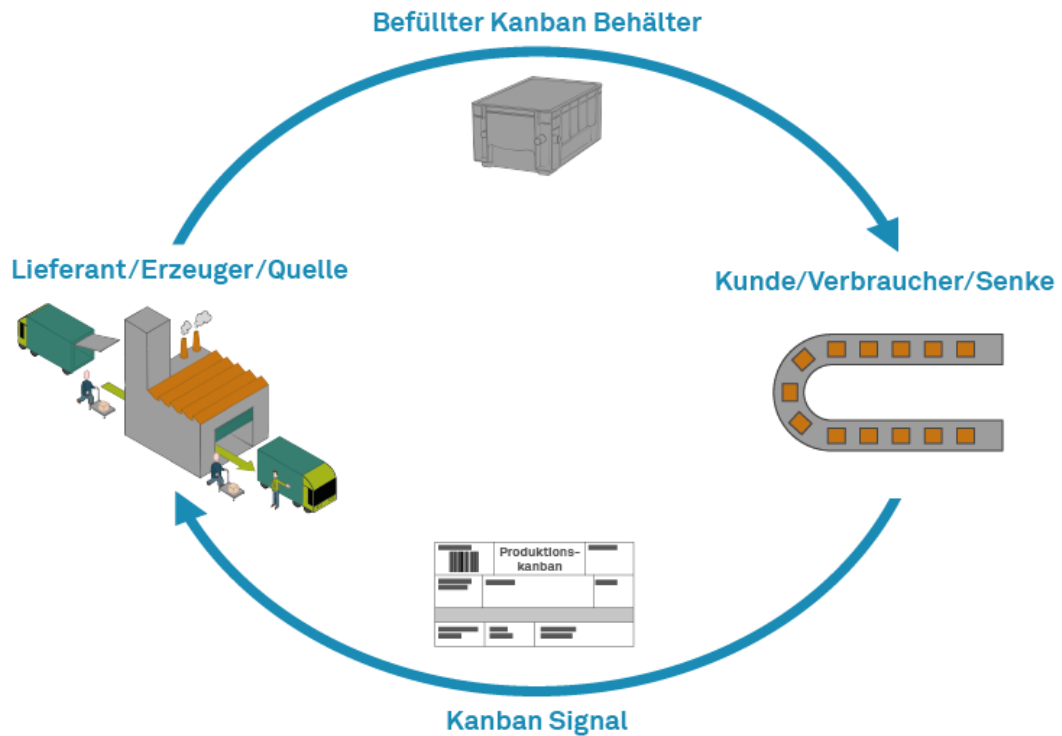 Befüllter Kanban Behälter
Lieferant/Erzeuger/Quelle
Kunde/Verbraucher/Senke
Produktions-
kanban
Kanban Signal